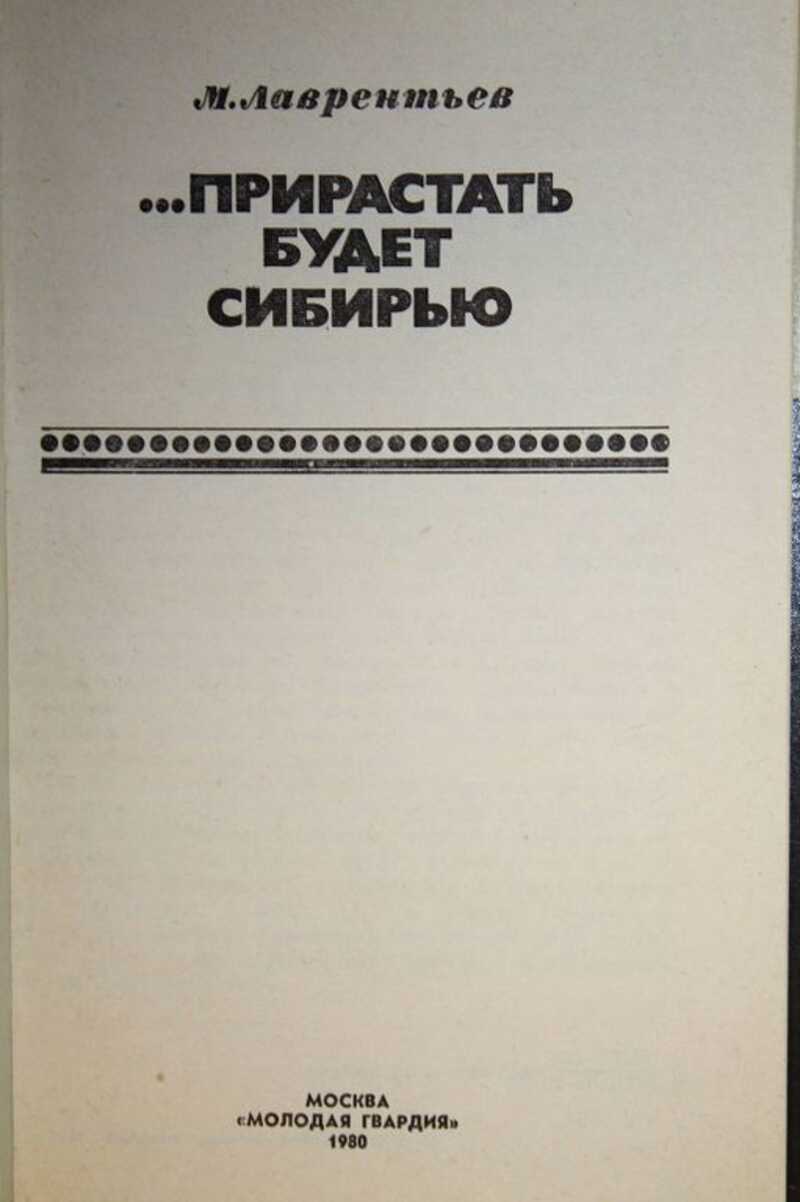 М. Лаврентьев
...ПРИРАСТАТЬ
БУДЕТ
СИБИРЬЮ
МОСКВА
«МОЛОДАЯ ГВАРДИЯ»
1980